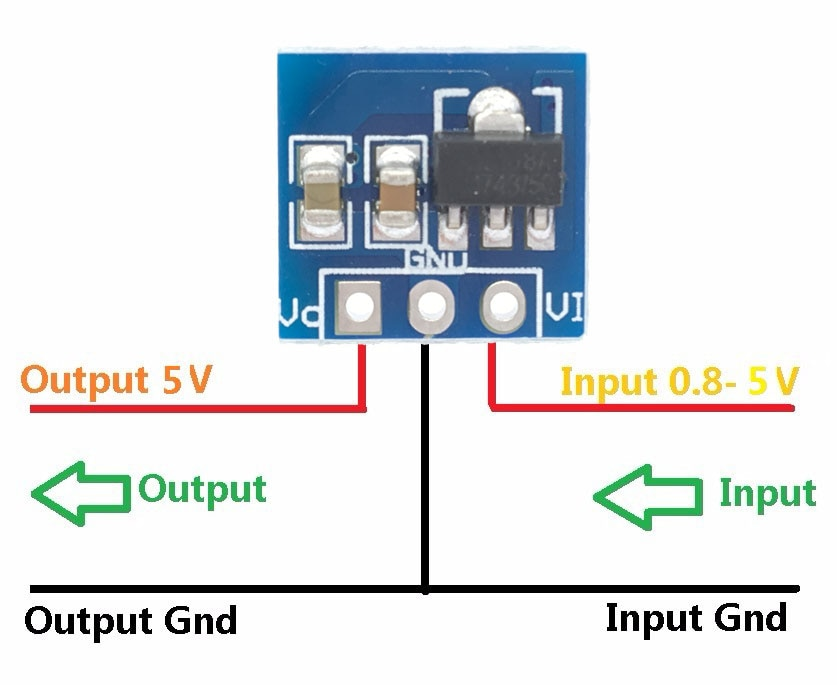 GND
Vo
VI
Output 5V
Input 0.8- 5V
Output
Input
Output Gnd
Input Gnd